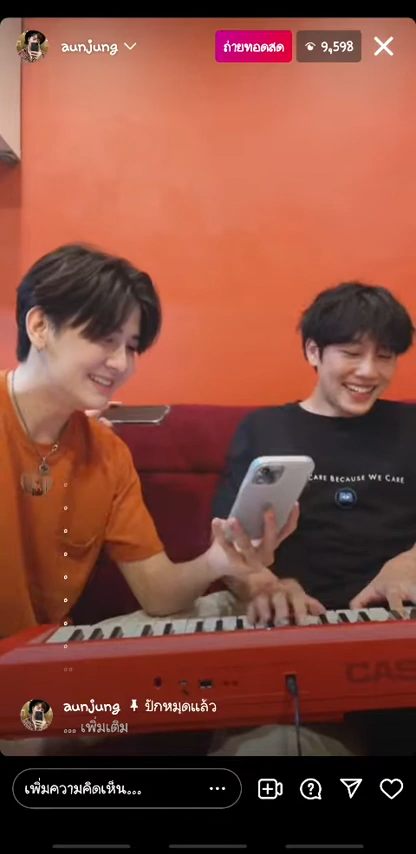 aunjung
ถ่ายทอดสด
9,598
CARE BECAUSE WE CARE
CAS
aunjung ปักหมุดแล้ว
... เพิ่มเติม
เพิ่มความคิดเห็น...